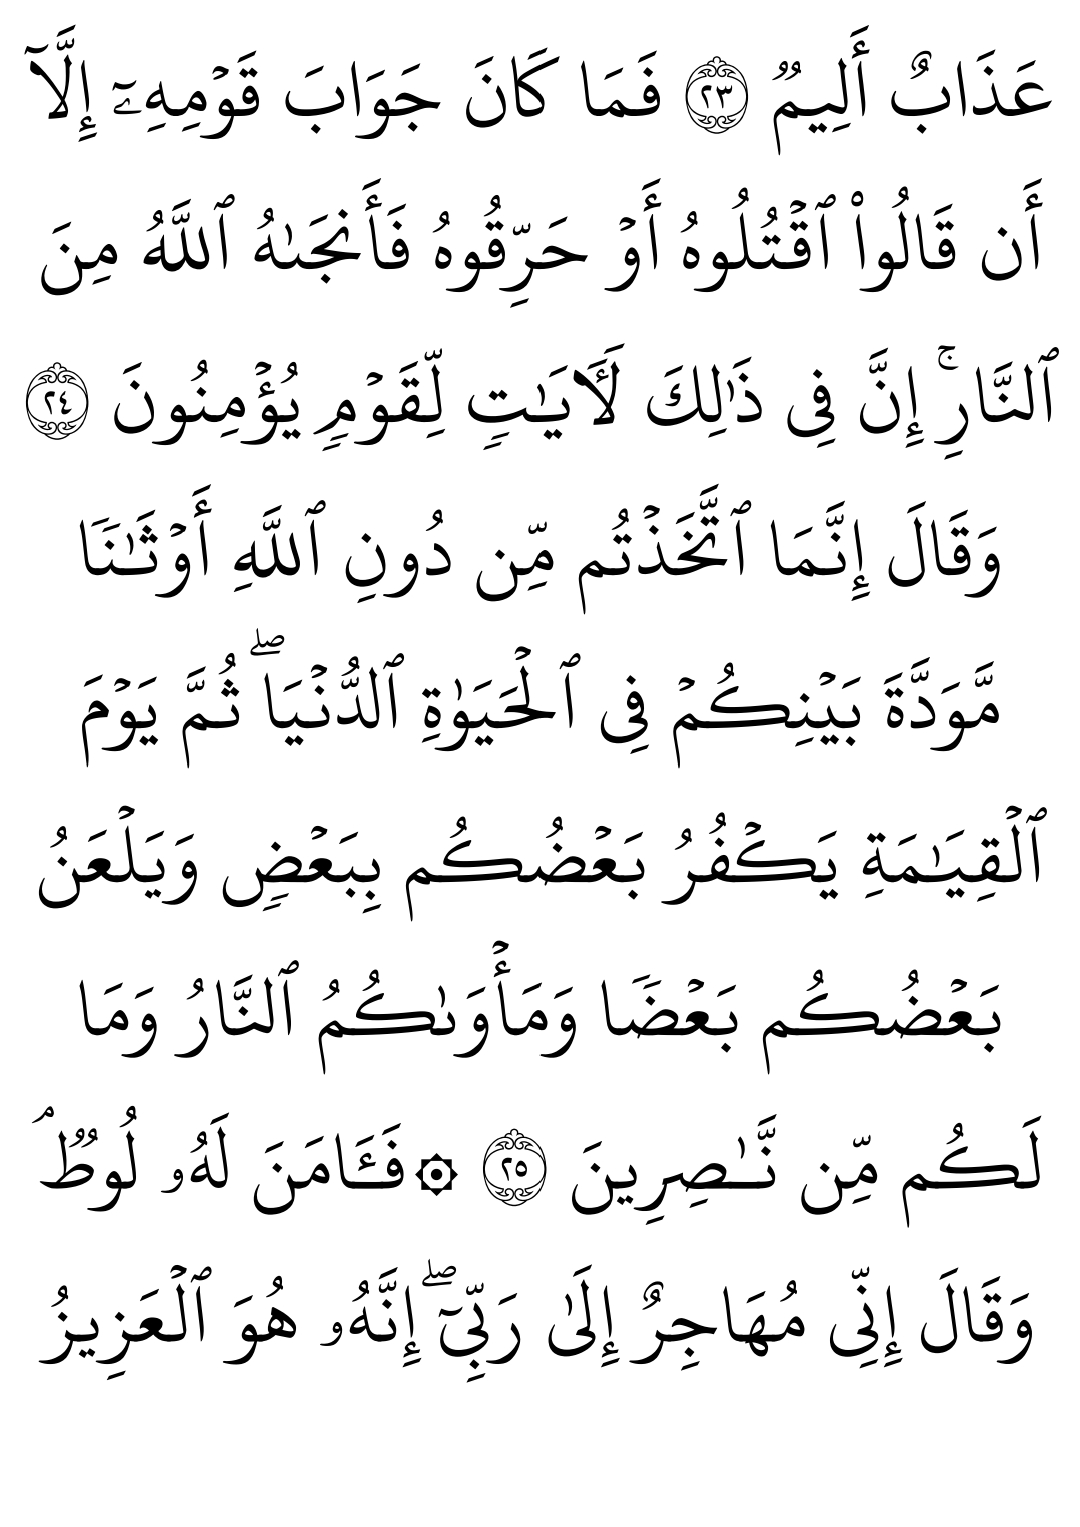 عَذَابٌ أَلِيمٌۭ ٢٣ فَمَا كَانَ جَوَابَ قَوْمِهِۦٓ إِلَّآ
أَن قَالُوا۟ ٱقْتُلُوهُ أَوْ حَرِّقُوهُ فَأَنجَىٰهُ ٱللَّهُ مِنَ
ٱلنَّارِ ۚ إِنَّ فِى ذَٰلِكَ لَـَٔايَـٰتٍۢ لِّقَوْمٍۢ يُؤْمِنُونَ ٢٤
وَقَالَ إِنَّمَا ٱتَّخَذْتُم مِّن دُونِ ٱللَّهِ أَوْثَـٰنًۭا
مَّوَدَّةَ بَيْنِكُمْ فِى ٱلْحَيَوٰةِ ٱلدُّنْيَا ۖ ثُمَّ يَوْمَ
ٱلْقِيَـٰمَةِ يَكْفُرُ بَعْضُكُم بِبَعْضٍۢ وَيَلْعَنُ
بَعْضُكُم بَعْضًۭا وَمَأْوَىٰكُمُ ٱلنَّارُ وَمَا
لَكُم مِّن نَّـٰصِرِينَ ٢٥ ۞ فَـَٔامَنَ لَهُۥ لُوطٌۭ ۘ
وَقَالَ إِنِّى مُهَاجِرٌ إِلَىٰ رَبِّىٓ ۖ إِنَّهُۥ هُوَ ٱلْعَزِيزُ